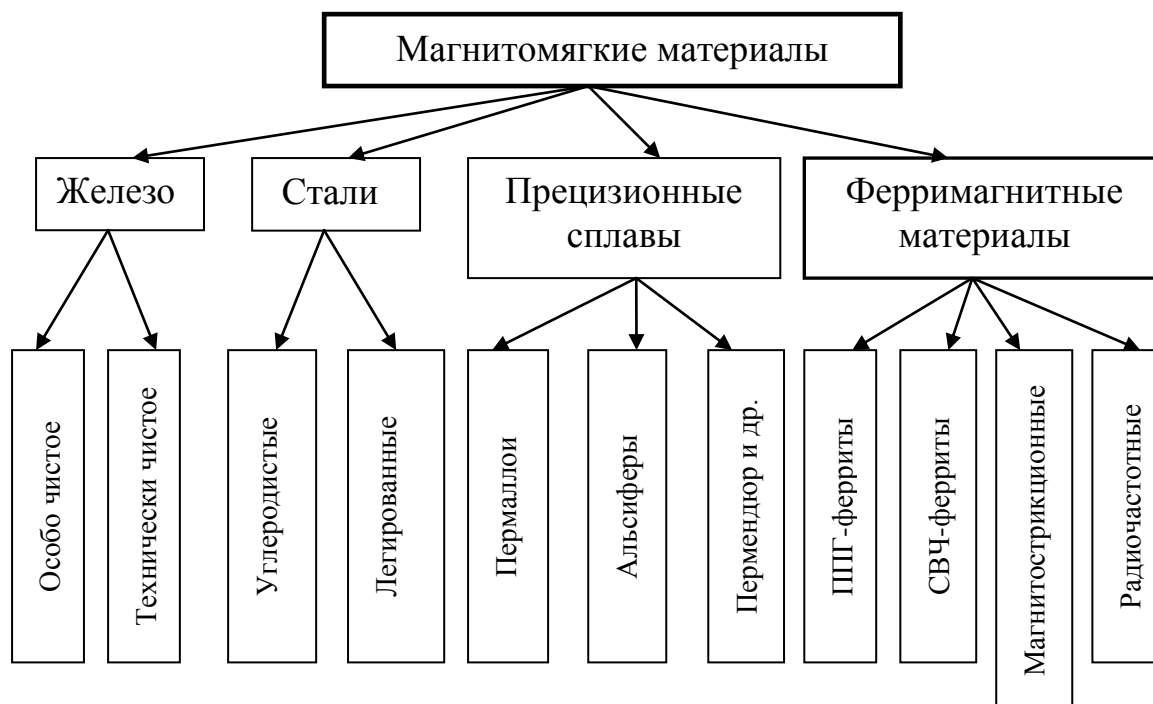 Магнитомягкие материалы
Железо
Стали
Прецизионные
сплавы
Ферримагнитные
материалы
Особо чистое
Технически чистое
Углеродистые
Легированные
Пермаллои
Альсиферы
Пермендюр и др.
ППГ-ферриты
СВЧ-ферриты
Магнитострикционные
Радиочастотные